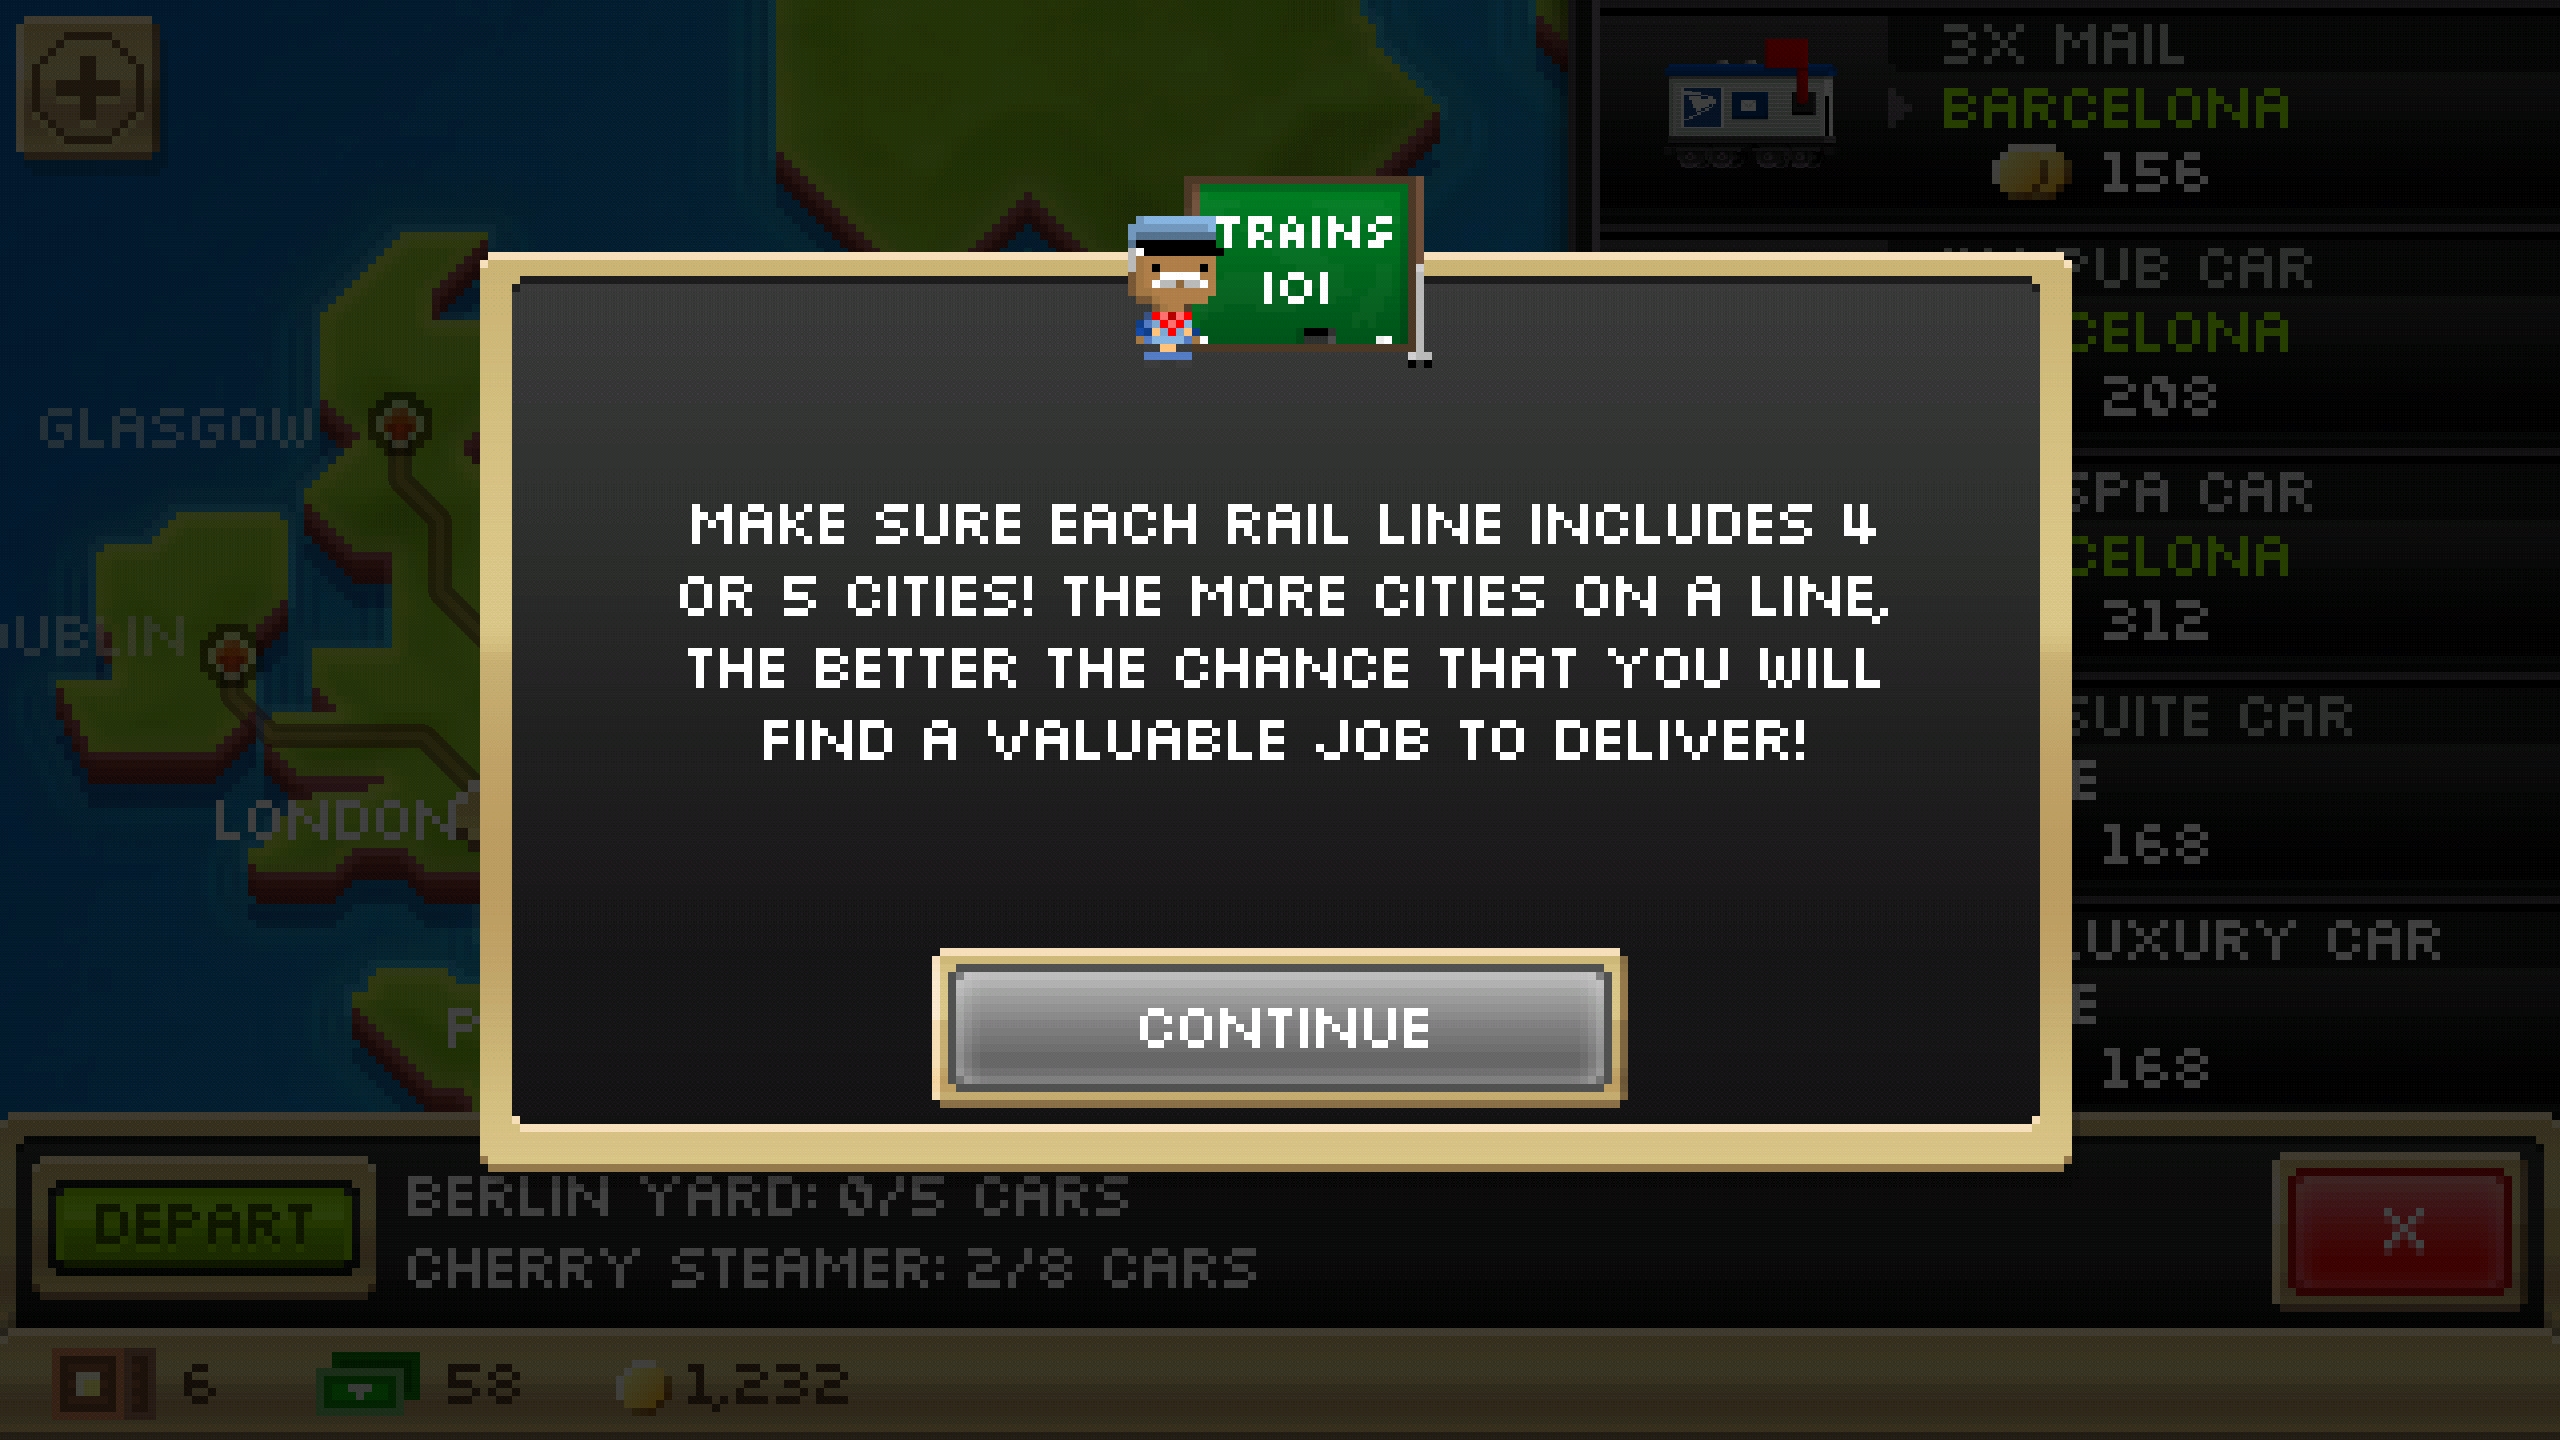 3X MAIL
BARCELONA
156
PUB CAR
CELONA
208
SPA CAR
CELONA
312
SUITE CAR
E
168
LUXURY CAR
E
168
GLASGOW
DUBLIN
LONDON
P
TRAINS
101
MAKE SURE EACH RAIL LINE INCLUDES 4
OR 5 CITIES! THE MORE CITIES ON A LINE,
THE BETTER THE CHANCE THAT YOU WILL
FIND A VALUABLE JOB TO DELIVER!
CONTINUE
DEPART
BERLIN YARD: 0/5 CARS
CHERRY STEAMER: 2/8 CARS
X
6
58
1,232